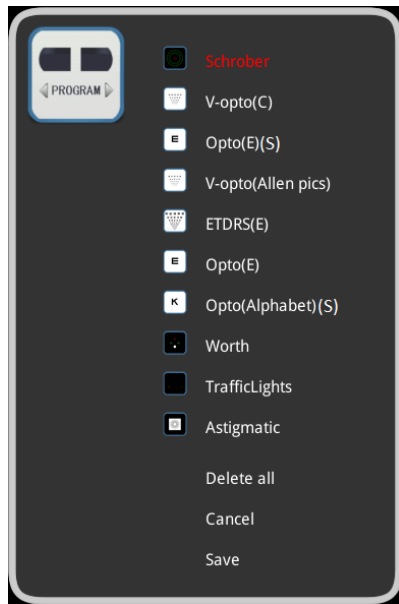 PROGRAM
Schrober
V-opto(C)
E
Opto(E)(S)
V-opto(Allen pics)
ETDRS(E)
E
Opto(E)
K
Opto(Alphabet)(S)
Worth
TrafficLights
Astigmatic
Delete all
Cancel
Save